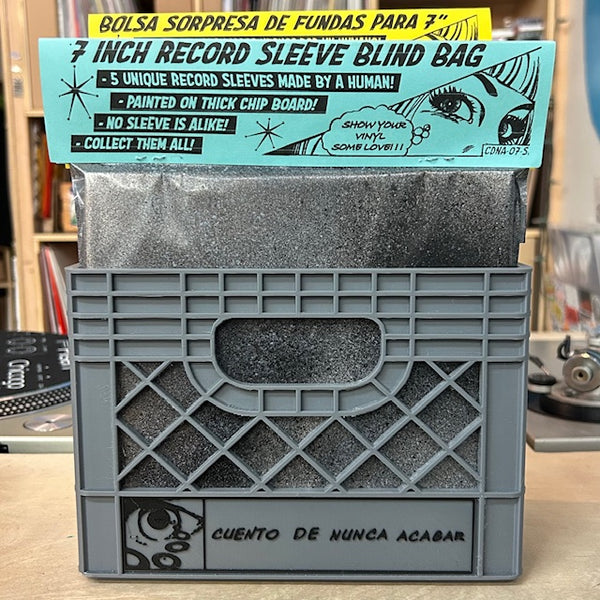 BOLSA SORPRESA DE FUNDAS PARA 7"
7 INCH RECORD SLEEVE BLIND BAG
- 5 UNIQUE RECORD SLEEVES MADE BY A HUMAN!
- PAINTED ON THICK CHIP BOARD!
- NO SLEEVE IS ALIKE!
- COLLECT THEM ALL!
SHOW YOUR
VINYL
SOME LOVE!!!
CDNA-07-S.
CUENTO DE NUNCA ACABAR